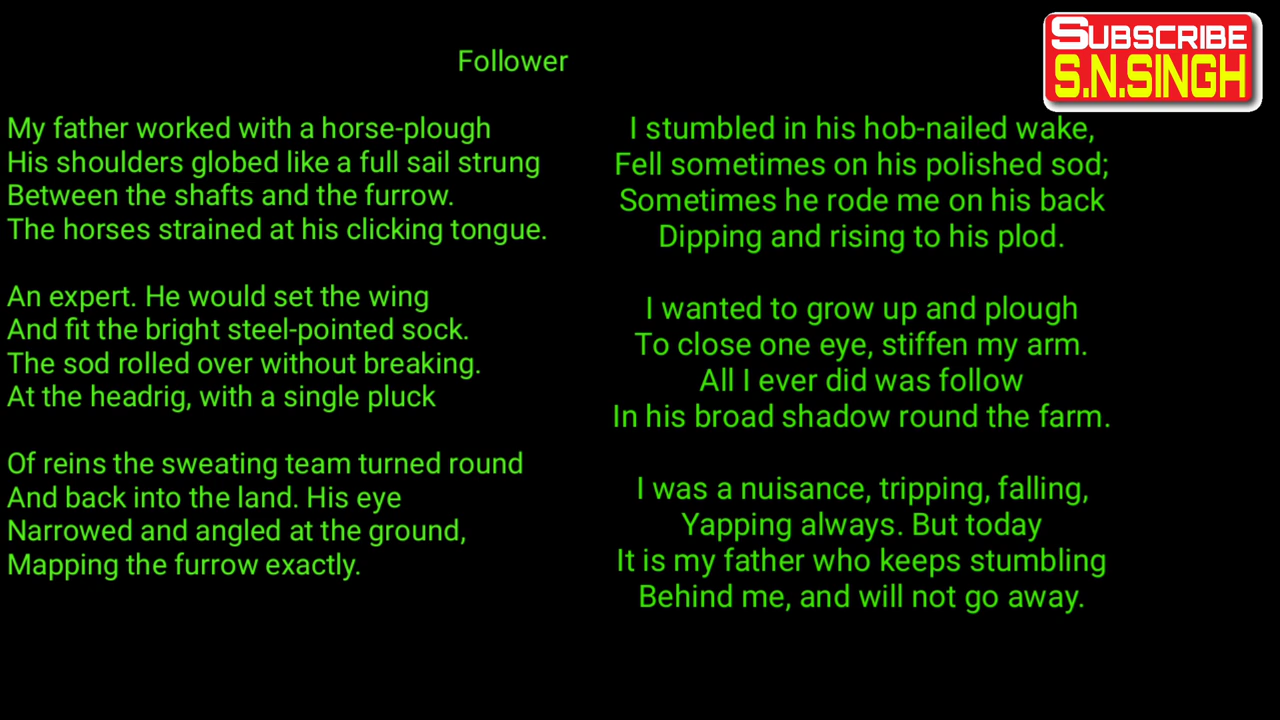 Follower
SUBSCRIBE
S.N.SINGH
My father worked with a horse-plough
His shoulders globed like a full sail strung
Between the shafts and the furrow.
The horses strained at his clicking tongue.
An expert. He would set the wing
And fit the bright steel-pointed sock.
The sod rolled over without breaking.
At the headrig, with a single pluck
Of reins the sweating team turned round
And back into the land. His eye
Narrowed and angled at the ground,
Mapping the furrow exactly.
I stumbled in his hob-nailed wake,
Fell sometimes on his polished sod;
Sometimes he rode me on his back
Dipping and rising to his plod.
I wanted to grow up and plough
To close one eye, stiffen my arm.
All I ever did was follow
In his broad shadow round the farm.
I was a nuisance, tripping, falling,
Yapping always. But today
It is my father who keeps stumbling
Behind me, and will not go away.